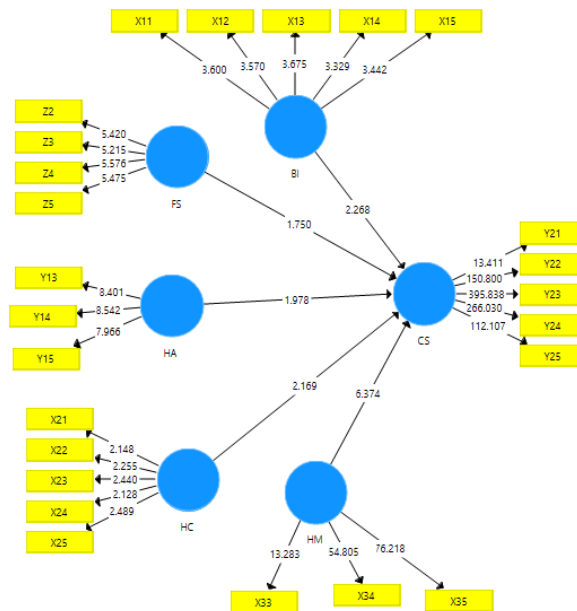 X11 X12 X13 X14 X15
3.600 3.570 3.675 3.329 3.442
BI
Z2
Z3
Z4
Z5
5.420
5.215
5.576
5.475
FS
1.750
2.268
Y13
Y14
Y15
8.401
8.542
7.966
HA
1.978
Y21
Y22
Y23
Y24
Y25
13.411
150.800
395.838
266.030
112.107
CS
2.169
6.374
X21
X22
X23
X24
X25
2.148
2.255
2.440
2.128
2.489
HC
HM
13.283 54.805 76.218
X33 X34 X35